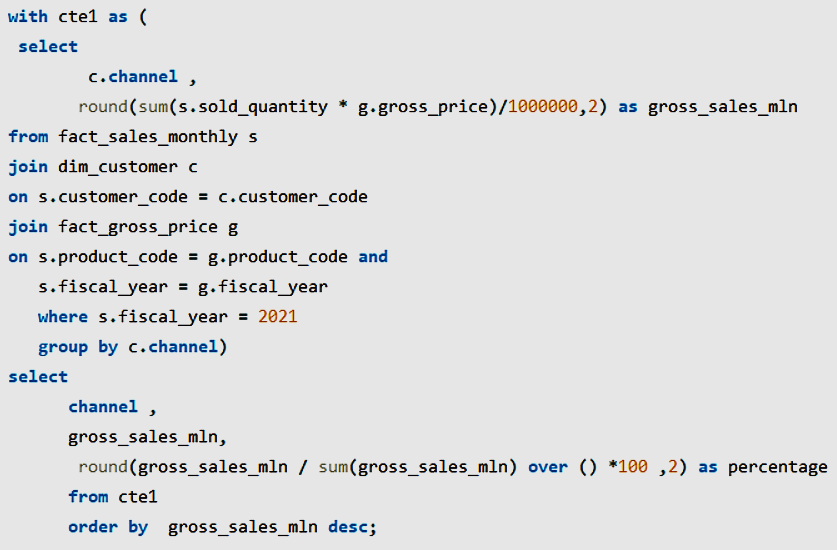 with cte1 as (
select
c.channel ,
round(sum(s.sold_quantity * g.gross_price)/1000000,2) as gross_sales_mln
from fact_sales_monthly s
join dim_customer c
on s.customer_code = c.customer_code
join fact_gross_price g
on s.product_code = g.product_code and
s.fiscal_year = g.fiscal_year
where s.fiscal_year = 2021
group by c.channel)
select
channel ,
gross_sales_mln,
round(gross_sales_mln / sum(gross_sales_mln) over () *100 ,2) as percentage
from cte1
order by  gross_sales_mln desc;